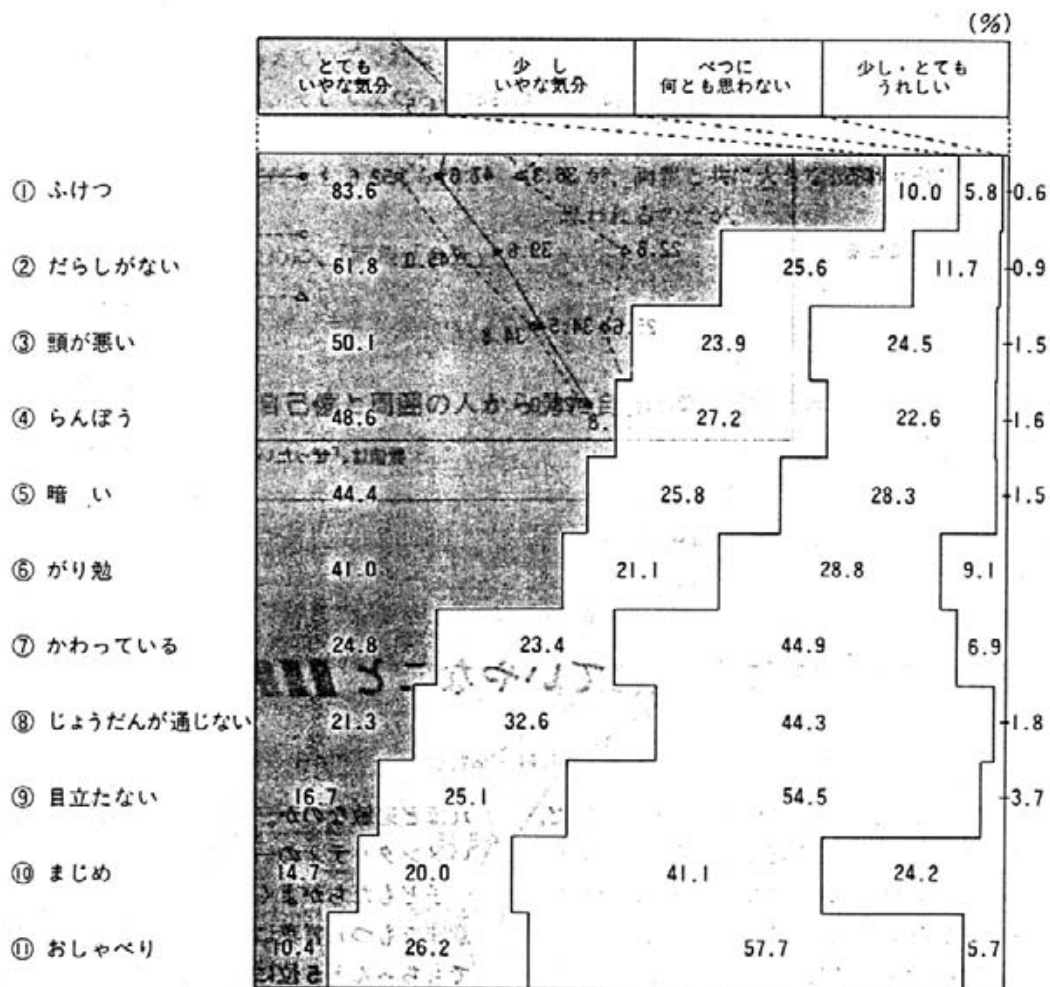 (%)
とても いやな気分 少し いやな気分 べつに 何とも思わない 少し・とても うれしい
① ふけつ 83.6 10.0 5.8 0.6
② だらしがない 61.8 25.6 11.7 0.9
③ 頭が悪い 50.1 23.9 24.5 1.5
④ らんぼう 48.6 27.2 22.6 1.6
⑤ 暗い 44.4 25.8 28.3 1.5
⑥ がり勉 41.0 21.1 28.8 9.1
⑦ かわっている 24.8 23.4 44.9 6.9
⑧ じょうだんが通じない 21.3 32.6 44.3 1.8
⑨ 目立たない 16.7 25.1 54.5 3.7
⑩ まじめ 14.7 20.0 41.1 24.2
⑪ おしゃべり 10.4 26.2 57.7 5.7